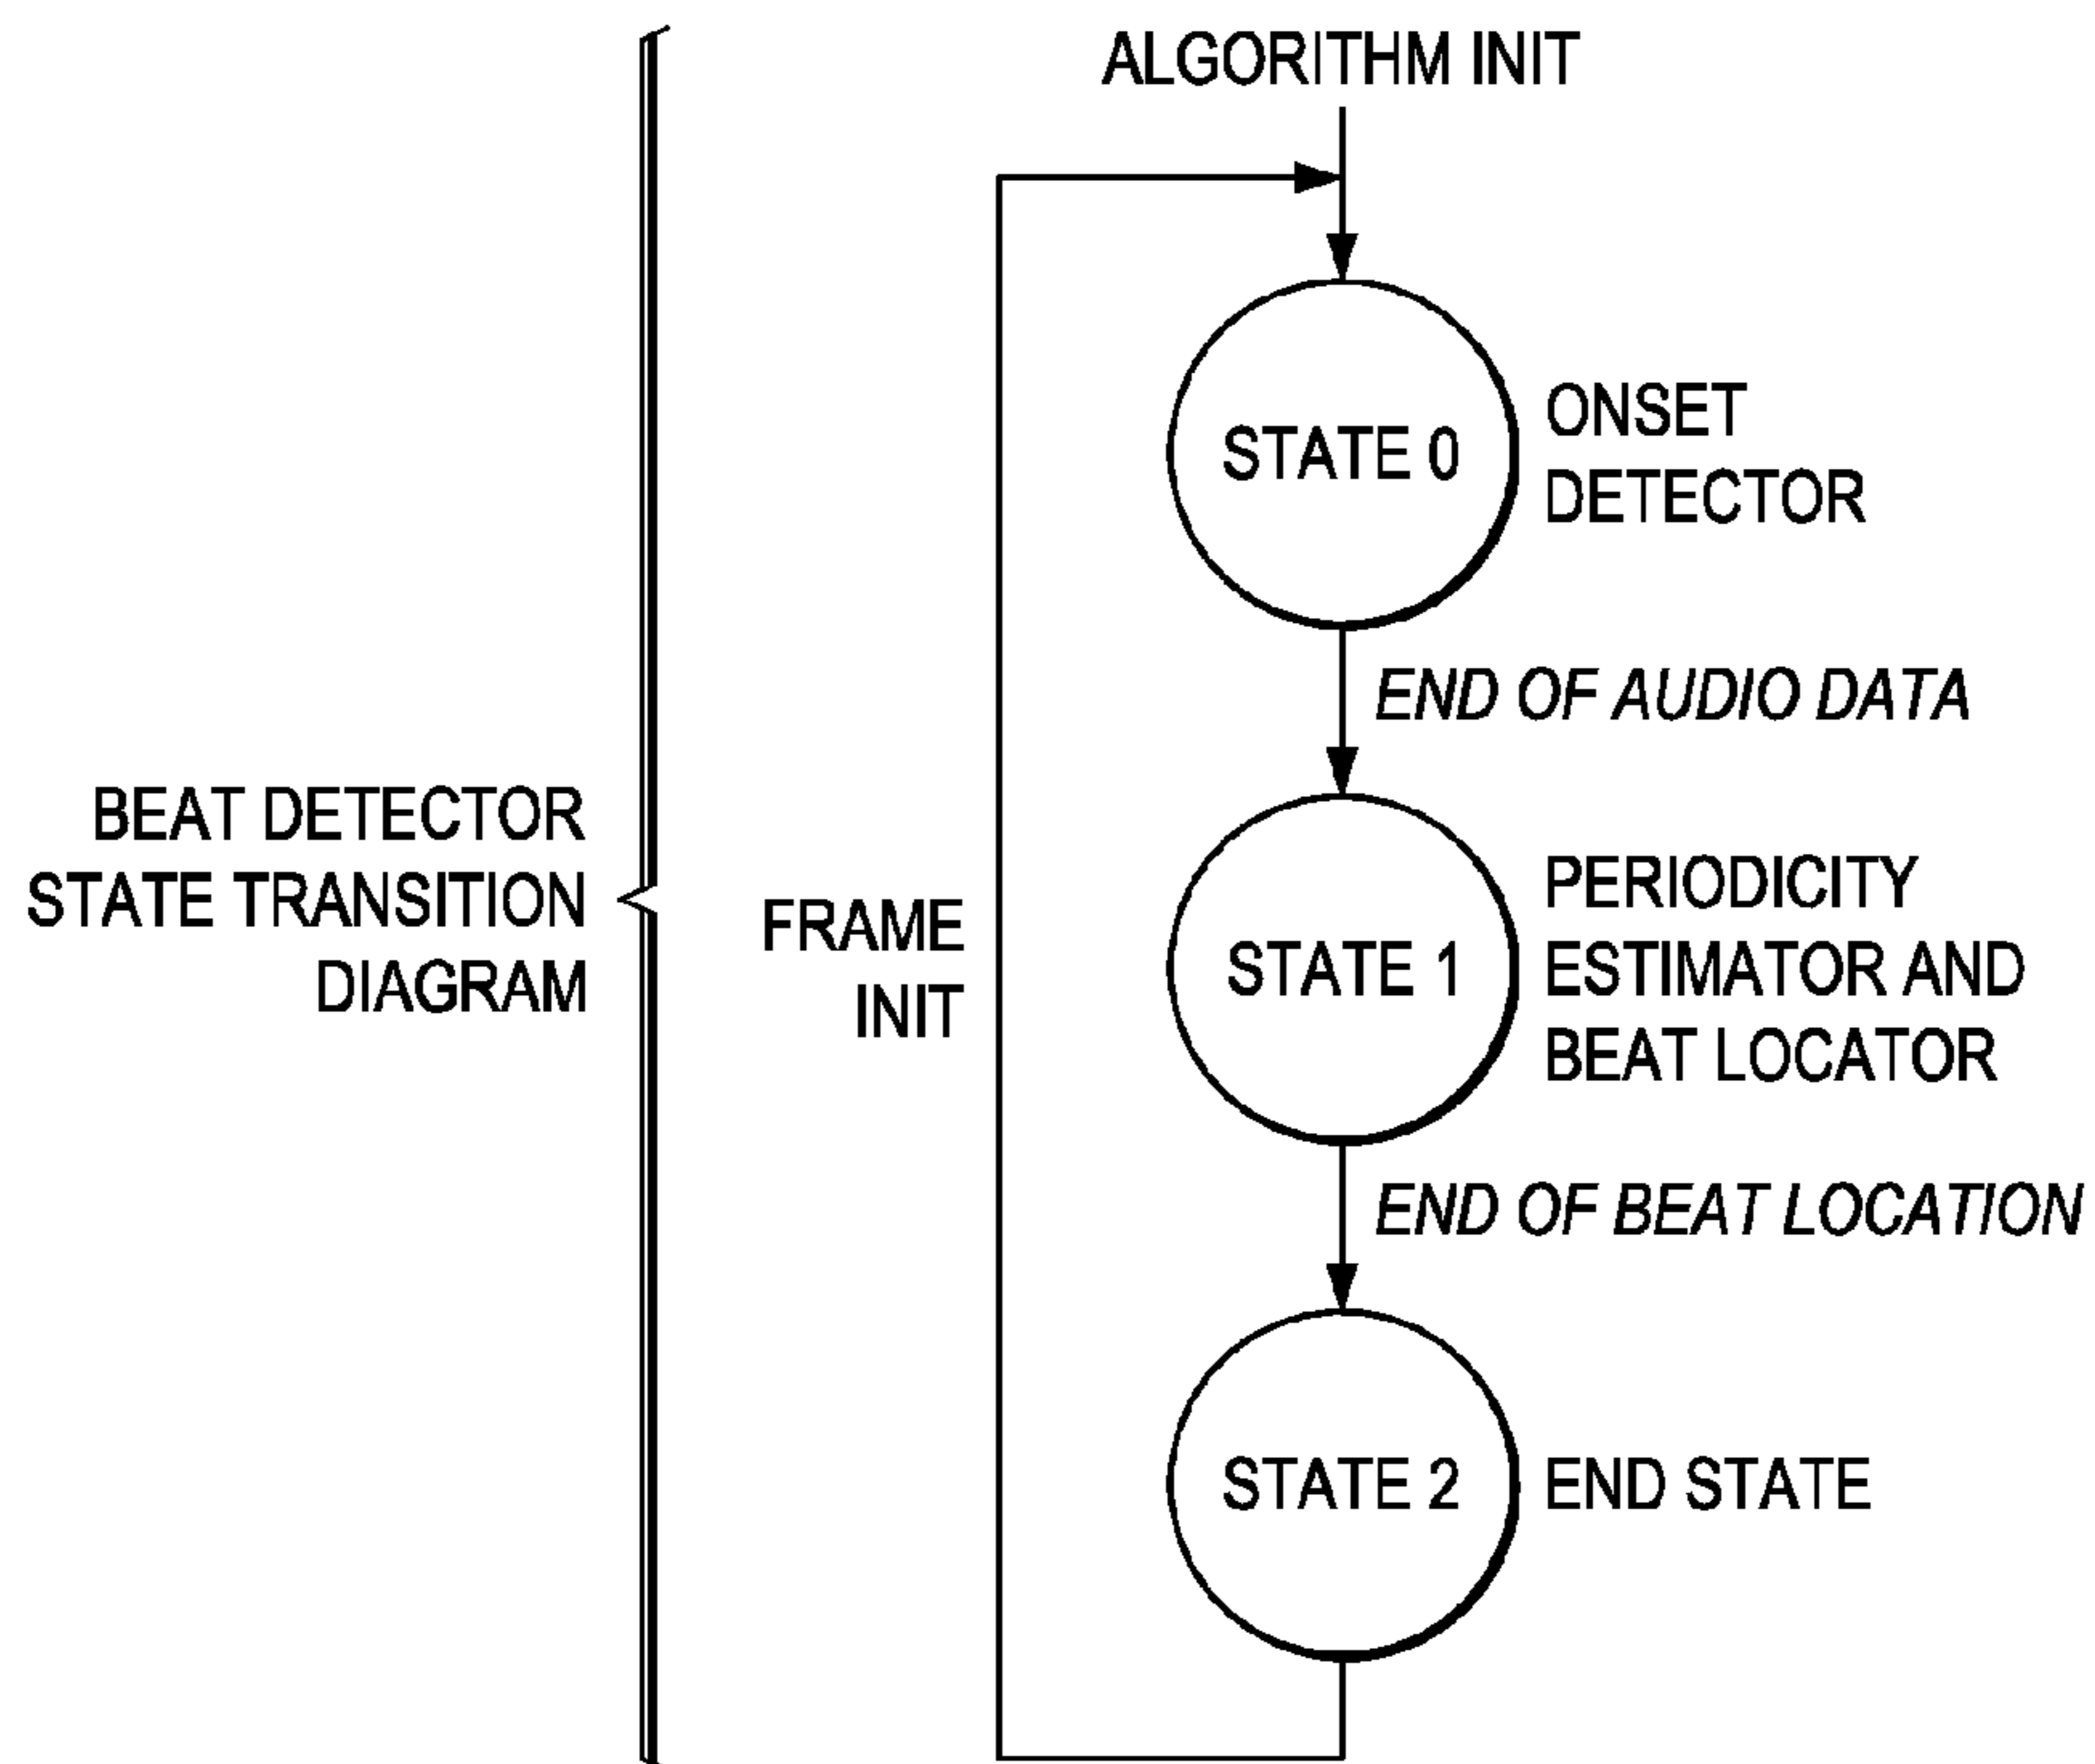 ALGORITHM INIT
STATE 0
ONSET
DETECTOR
END OF AUDIO DATA
BEAT DETECTOR
STATE TRANSITION
DIAGRAM
FRAME
INIT
STATE 1
PERIODICITY
ESTIMATOR AND
BEAT LOCATOR
END OF BEAT LOCATION
STATE 2
END STATE